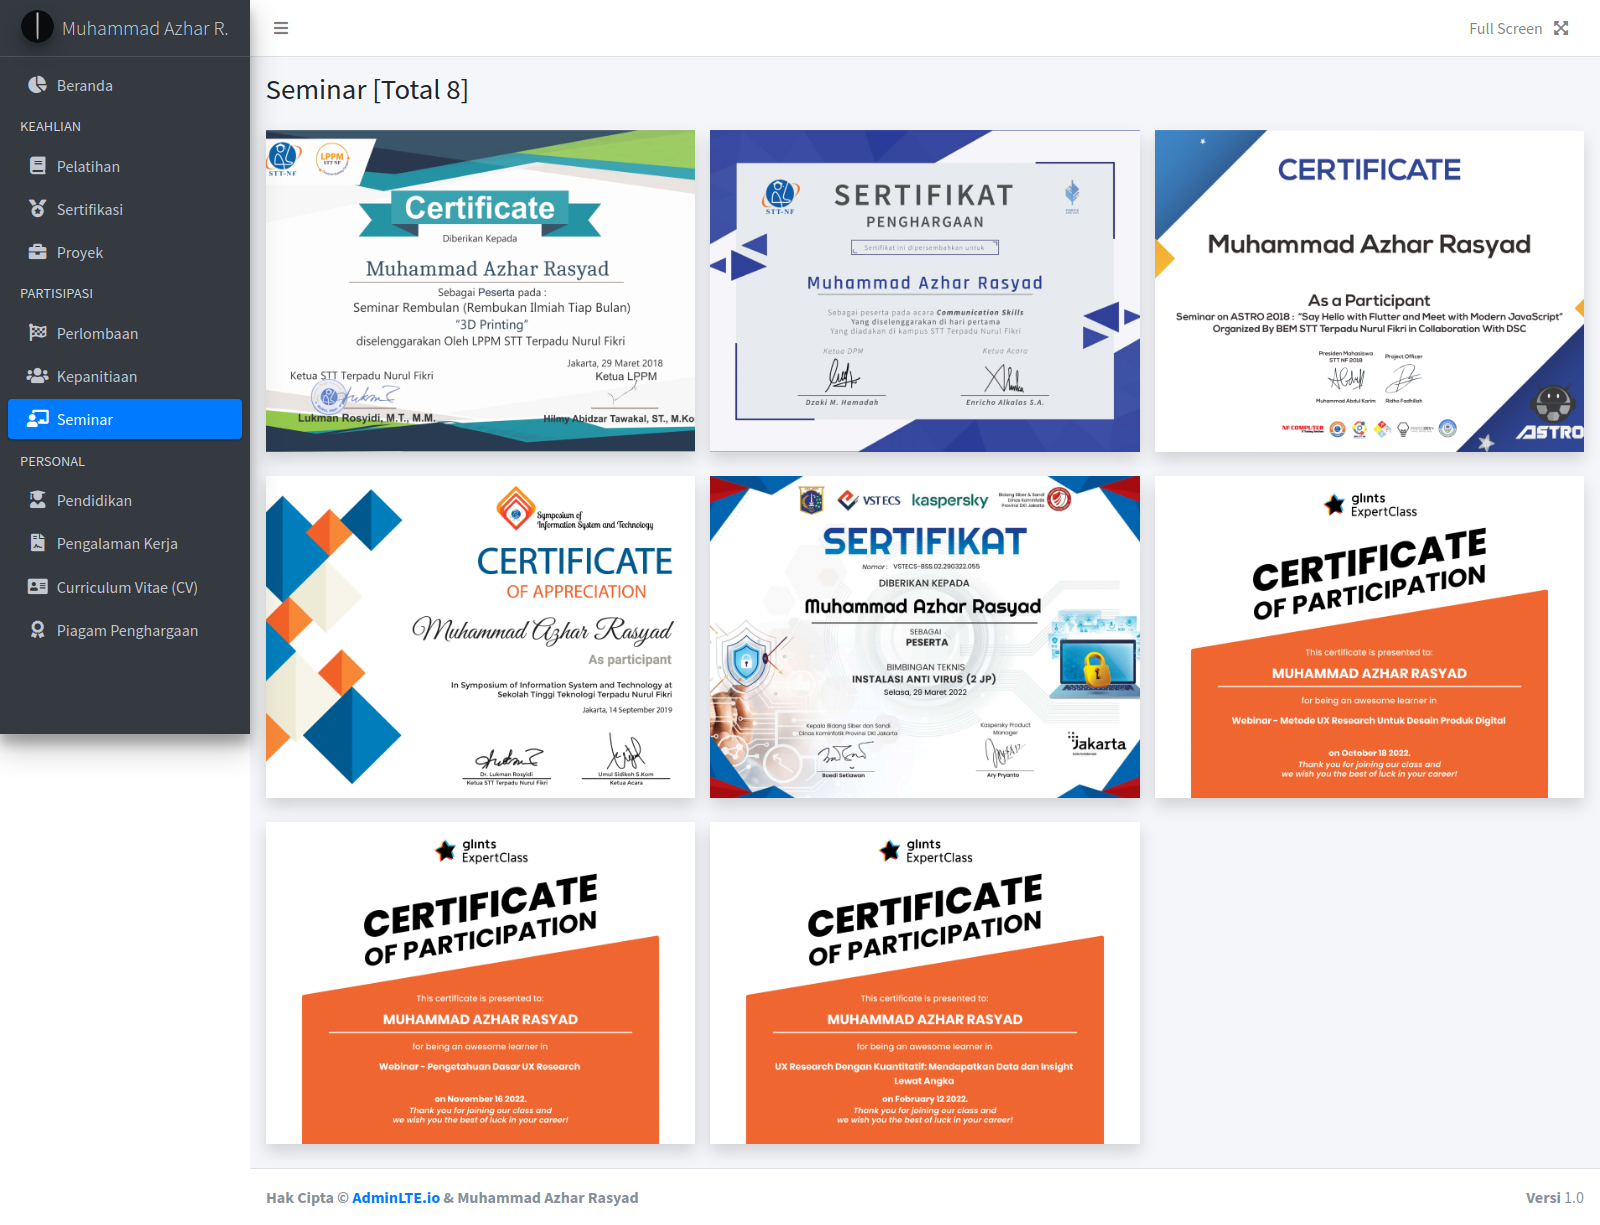 Muhammad Azhar R.
Full Screen
Beranda
KEAHLIAN
Pelatihan
Sertifikasi
Proyek
PARTISIPASI
Perlombaan
Kepanitiaan
Seminar
PERSONAL
Pendidikan
Pengalaman Kerja
Curriculum Vitae (CV)
Piagam Penghargaan
Seminar [Total 8]
STT-NF
LPPM
STT NF
Certificate
Diberikan Kepada
Muhammad Azhar Rasyad
Sebagai Peserta pada :
Seminar Rembulan (Rembukan Ilmiah Tiap Bulan)
“3D Printing”
diselenggarakan Oleh LPPM STT Terpadu Nurul Fikri
Jakarta, 29 Maret 2018
Ketua STT Terpadu Nurul Fikri
Ketua LPPM
Lukman Rosyidi, M.T., M.M.
Hilmy Abidzar Tawakal, ST., M.Ko
STT-NF
SERTIFIKAT
PENGHARGAAN
Sertifikat ini dipersembahkan untuk
Muhammad Azhar Rasyad
Sebagai peserta pada acara Communication Skills
Yang diselenggarakan di hari pertama
Yang diadakan di kampus STT Terpadu Nurul Fikri
Ketua DPM
Ketua Acara
Dzaki M. Hamadah
Enricho Alkalas S.A.
CERTIFICATE
Muhammad Azhar Rasyad
As a Participant
Seminar on ASTRO 2018 : “Say Hello with Flutter and Meet with Modern JavaScript”
Organized By BEM STT Terpadu Nurul Fikri in Collaboration With DSC
Presiden Mahasiswa
STT NF 2018
Project Officer
Muhammad Abdul Karim
Ridho Fadhillah
NF COMPUTER
ASTRO
Symposium of
Information System and Technology
CERTIFICATE
OF APPRECIATION
Muhammad Azhar Rasyad
As participant
In Symposium of Information System and Technology at
Sekolah Tinggi Teknologi Terpadu Nurul Fikri
Jakarta, 14 September 2019
Dr. Lukman Rosyidi
Ketua STT Terpadu Nurul Fikri
Umul Sidikoh S.Kom
Ketua Acara
VSTECS
kaspersky
Bidang Siber & Sandi
Dinas Kominfotik
Provinsi DKI Jakarta
SERTIFIKAT
Nomor : VSTECS-BSS.02.290322.055
DIBERIKAN KEPADA
Muhammad Azhar Rasyad
SEBAGAI
PESERTA
BIMBINGAN TEKNIS
INSTALASI ANTI VIRUS (2 JP)
Selasa, 29 Maret 2022
Kepala Bidang Siber dan Sandi
Dinas Kominfotik Provinsi DKI Jakarta
Kaspersky Product
Manager
Boedi Setiawan
Ary Pryanto
Jakarta
glints
ExpertClass
CERTIFICATE
OF PARTICIPATION
This certificate is presented to:
MUHAMMAD AZHAR RASYAD
for being an awesome learner in
Webinar - Metode UX Research Untuk Desain Produk Digital
on October 18 2022.
Thank you for joining our class and
we wish you the best of luck in your career!
glints
ExpertClass
CERTIFICATE
OF PARTICIPATION
This certificate is presented to:
MUHAMMAD AZHAR RASYAD
for being an awesome learner in
Webinar - Pengetahuan Dasar UX Research
on November 16 2022.
Thank you for joining our class and
we wish you the best of luck in your career!
glints
ExpertClass
CERTIFICATE
OF PARTICIPATION
This certificate is presented to:
MUHAMMAD AZHAR RASYAD
for being an awesome learner in
UX Research Dengan Kuantitatif: Mendapatkan Data dan Insight
Lewat Angka
on February 12 2022.
Thank you for joining our class and
we wish you the best of luck in your career!
Hak Cipta © AdminLTE.io & Muhammad Azhar Rasyad
Versi 1.0